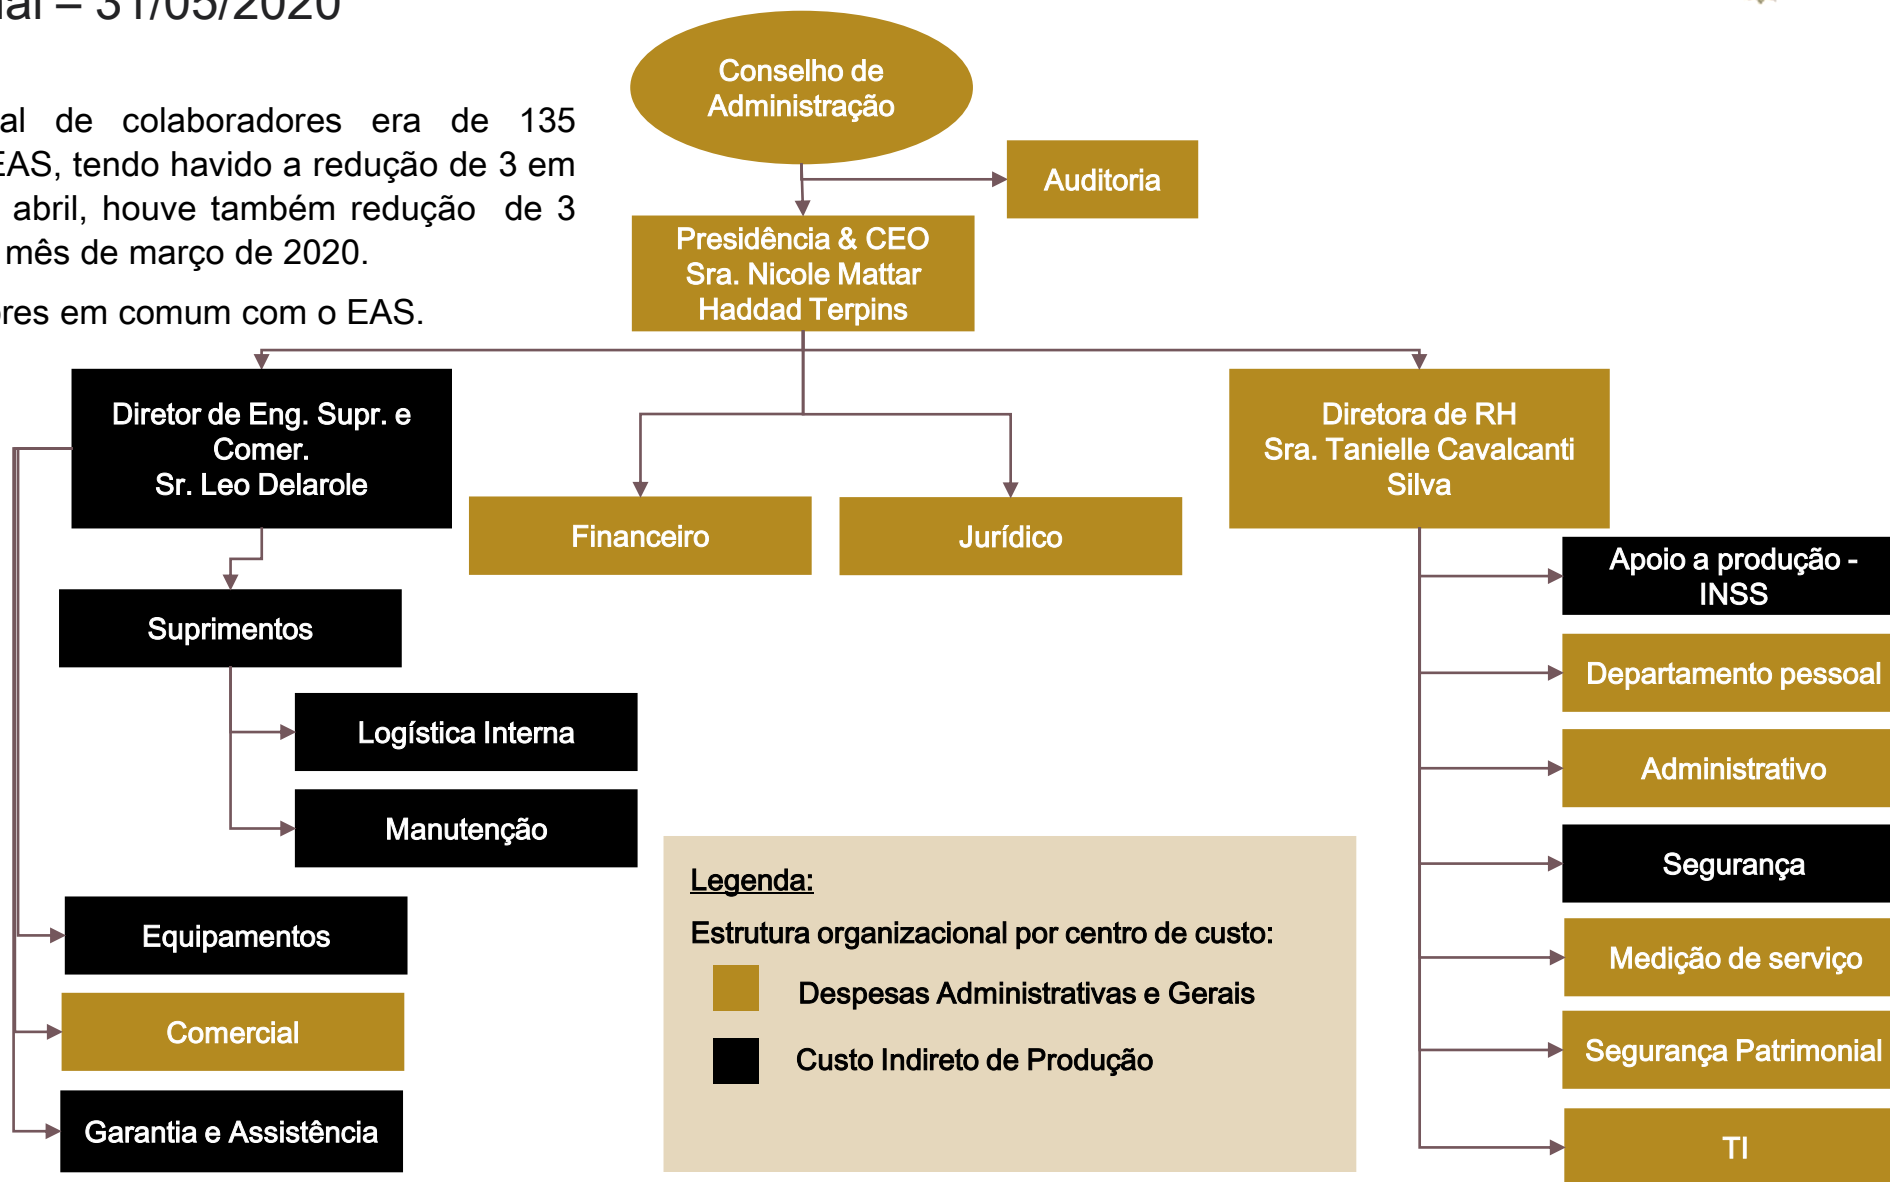 – 31/05/2020
de colaboradores era de 135
EAS, tendo havido a redução de 3 em
abril, houve também redução de 3
mês de março de 2020.
em comum com o EAS.
Conselho de
Administração
Auditoria
Presidência & CEO
Sra. Nicole Mattar
Haddad Terpins
Diretor de Eng. Supr. e
Comer.
Sr. Leo Delarole
Financeiro
Jurídico
Diretora de RH
Sra. Tanielle Cavalcanti
Silva
Suprimentos
Logística Interna
Manutenção
Equipamentos
Comercial
Garantia e Assistência
Apoio a produção -
INSS
Departamento pessoal
Administrativo
Segurança
Medição de serviço
Segurança Patrimonial
TI
Legenda:
Estrutura organizacional por centro de custo:
Despesas Administrativas e Gerais
Custo Indireto de Produção